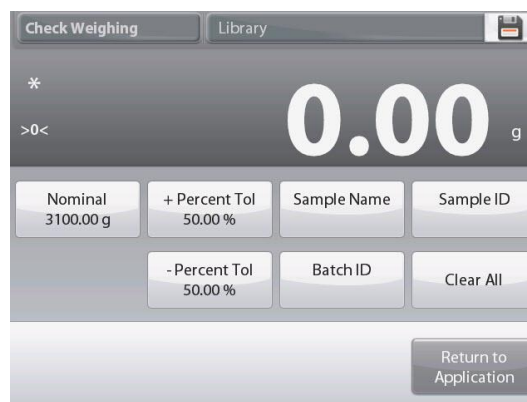 Check Weighing
Library
*
>0<
0.00 g
Nominal
3100.00 g
+ Percent Tol
50.00 %
Sample Name
Sample ID
- Percent Tol
50.00 %
Batch ID
Clear All
Return to
Application